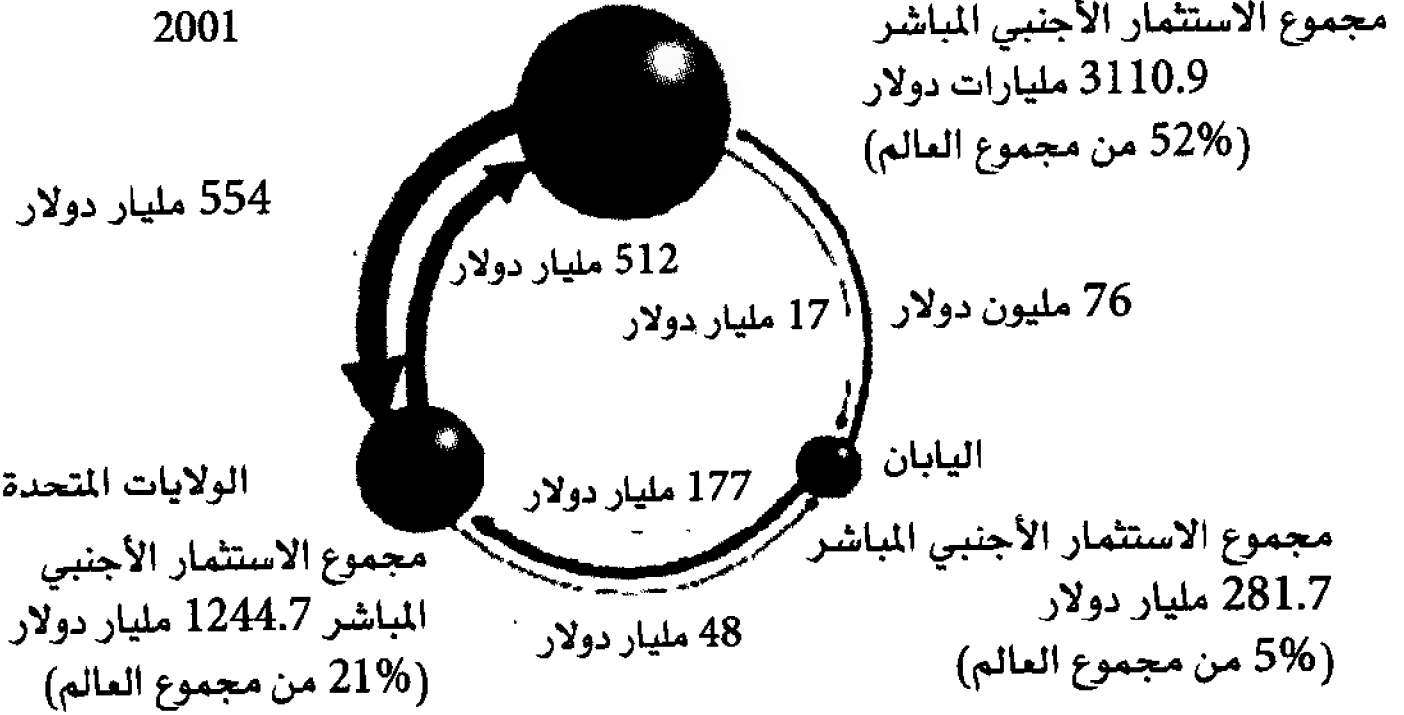 2001
مجموع الاستثمار الأجنبي المباشر
3110.9 مليارات دولار
(52% من مجموع العالم)
554 مليار دولار
512 مليار دولار
17 مليار دولار
76 مليون دولار
اليابان
الولايات المتحدة
177 مليار دولار
مجموع الاستثمار الأجنبي المباشر
281.7 مليار دولار
(5% من مجموع العالم)
مجموع الاستثمار الأجنبي
المباشر 1244.7 مليار دولار
(21% من مجموع العالم)
48 مليار دولار